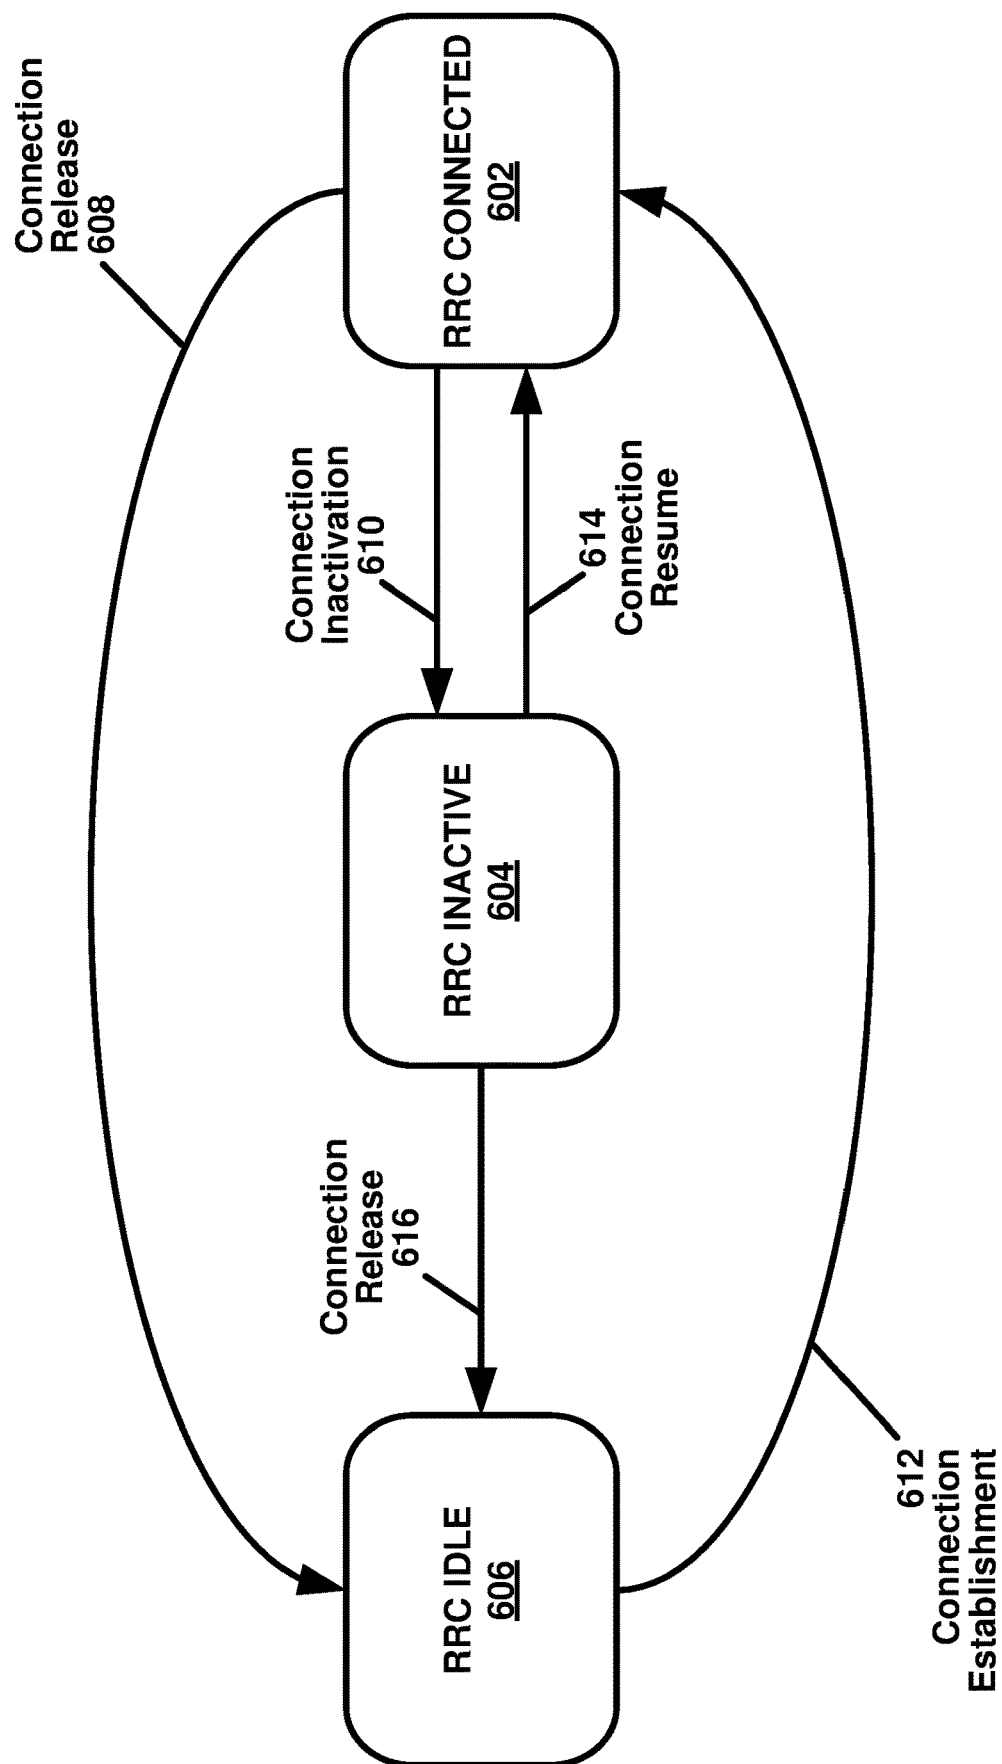 Connection
Release
608
RRC CONNECTED
602
Connection
Inactivation
610
614
Connection
Resume
RRC INACTIVE
604
Connection
Release
616
RRC IDLE
606
612
Connection
Establishment